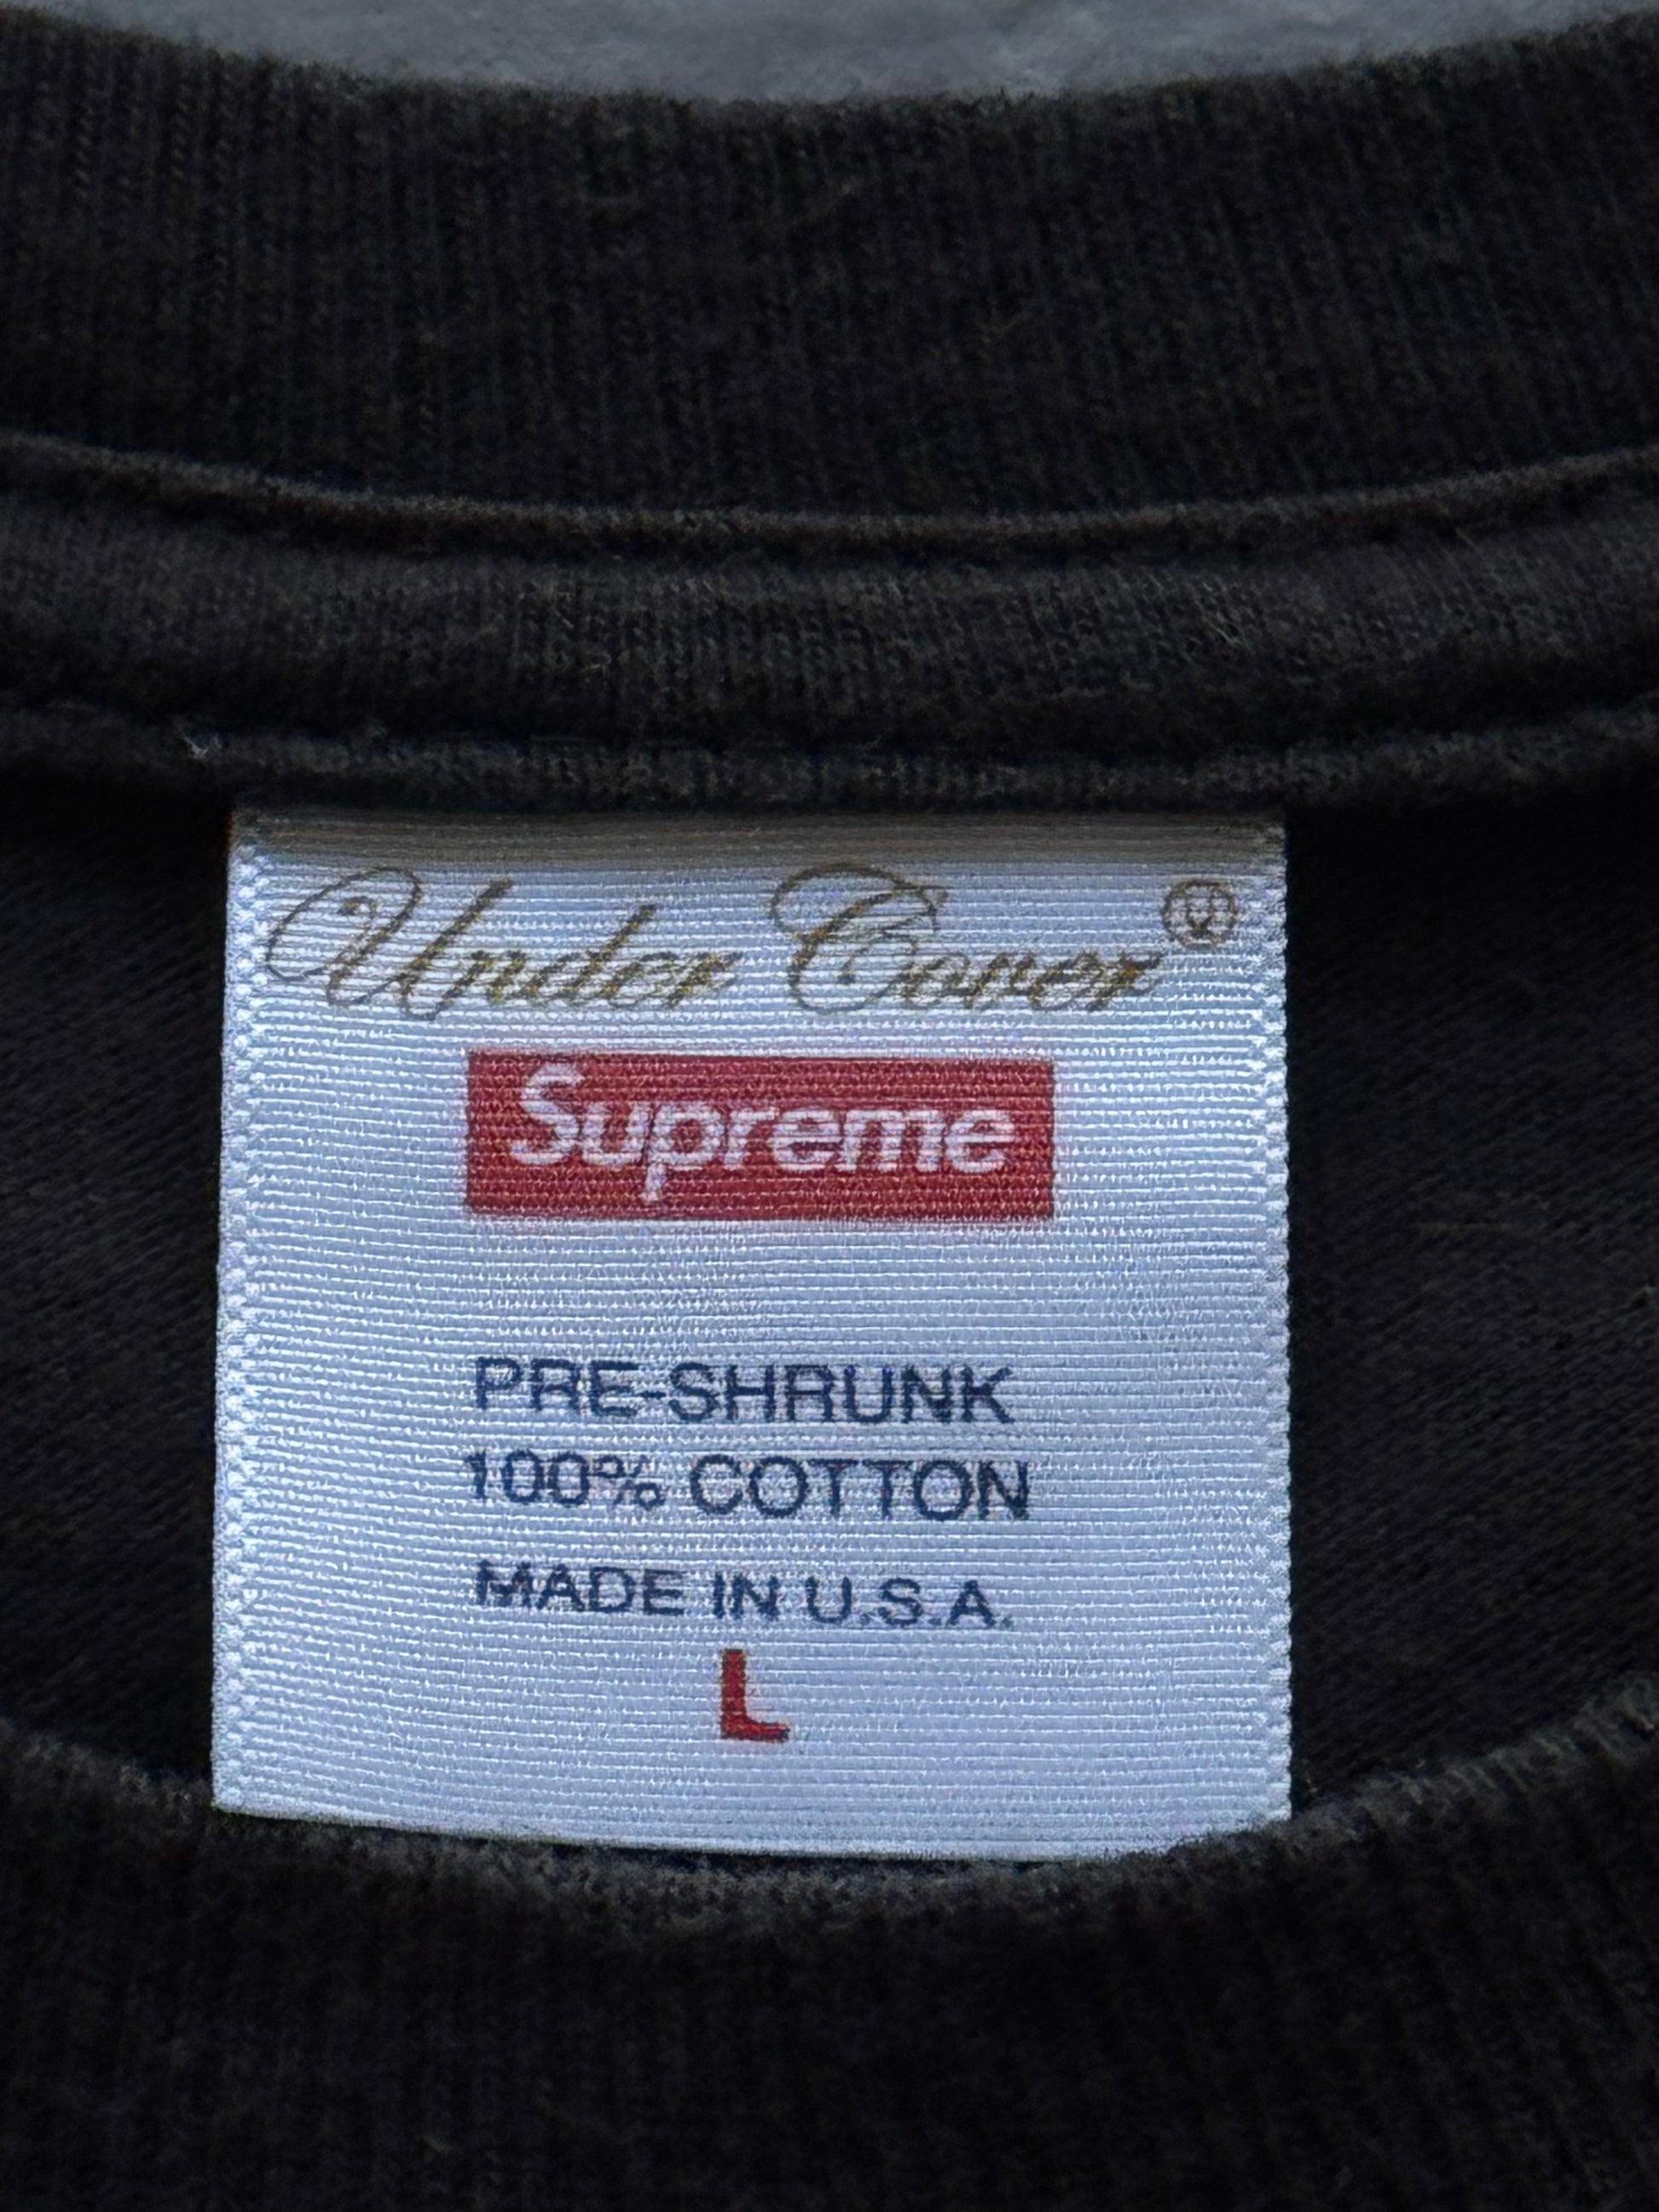 Under Cover Ⓤ
Supreme
PRE-SHRUNK
100% COTTON
MADE IN U.S.A.
L